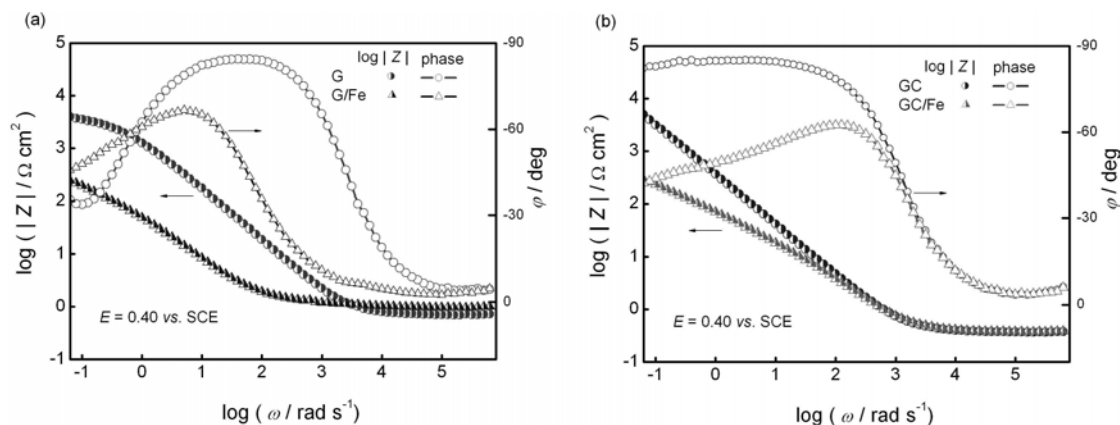 (a)
log | Z | phase
G
G/Fe
E = 0.40 vs. SCE
log ( | Z | / Ω cm²)
5
4
3
2
1
0
-1
-90
-60
-30
0
φ / deg
-1 0 1 2 3 4 5
log ( ω / rad s⁻¹)
(b)
log | Z | phase
GC
GC/Fe
E = 0.40 vs. SCE
log ( | Z | / Ω cm²)
5
4
3
2
1
0
-1
-90
-60
-30
0
φ / deg
-1 0 1 2 3 4 5
log ( ω / rad s⁻¹)